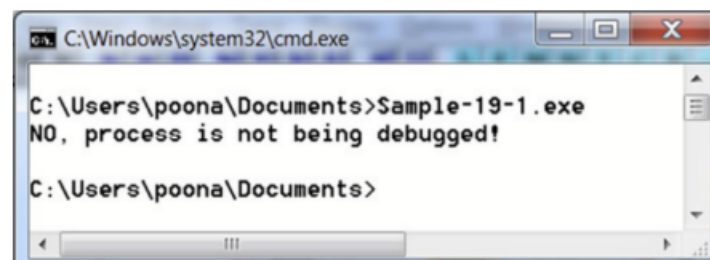 C:\Windows\system32\cmd.exe
C:\Users\poona\Documents>Sample-19-1.exe
NO, process is not being debugged!
C:\Users\poona\Documents>